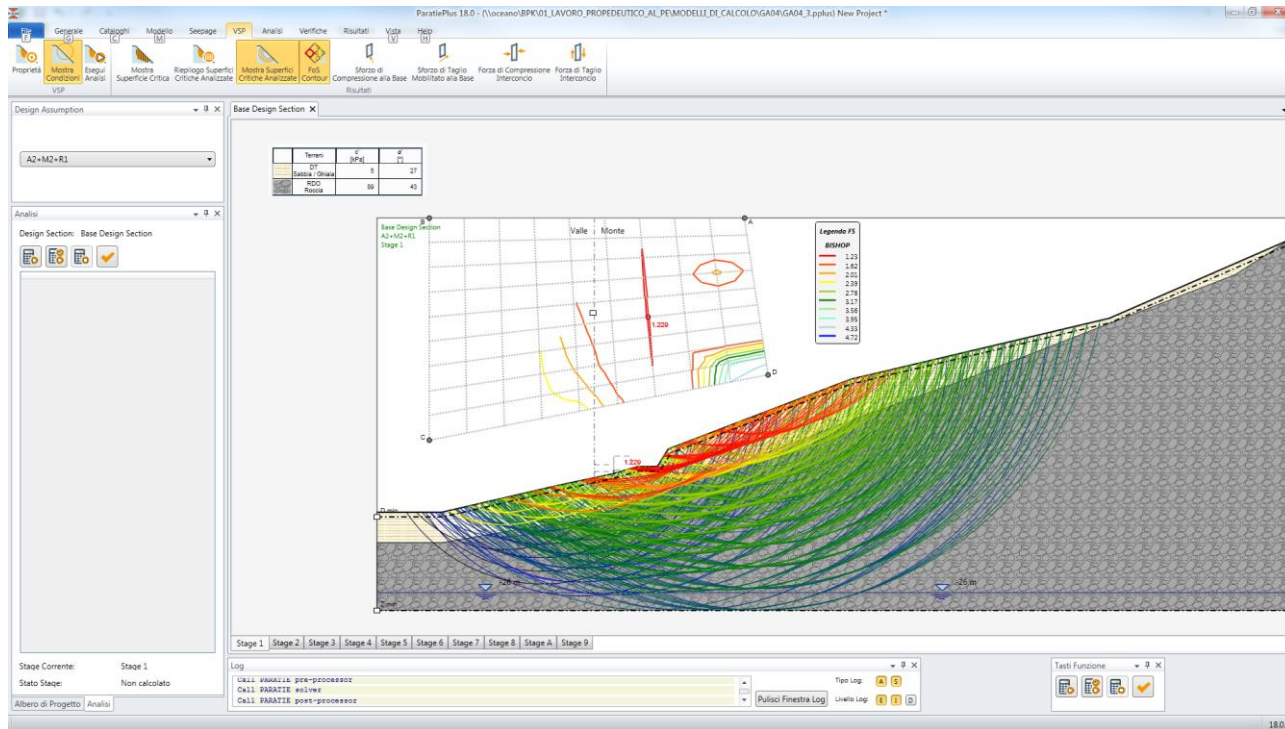 ParatiePlus 18.0 - (\\oceano\BPK\01_LAVORO_PROPEDEUTICO_AL_PE\MODELLI_DI_CALCOLO\GA04\GA04_3.pplus) New Project *
File Generale Cataloghi Modello Seepage VSP Analisi Verifiche Risultati Vista Help
F G C M V H
Proprietà
Mostra Condizioni
Esegui Analisi
Mostra Superficie Critica
Riepilogo Superfici Critiche Analizzate
Mostra Superfici Critiche Analizzate
FoS Contour
Sforzo di Compressione alla Base
Sforzo di Taglio Mobilitato alla Base
Forza di Compressione Interconcio
Forza di Taglio Interconcio
VSP
Risultati
Design Assumption
A2+M2+R1
Analisi
Design Section: Base Design Section
Base Design Section
Terreni c' [kPa] [°]
DT Sabbia / Ghiaia 5 27
RDO Roccia 89 43
Base Design Section
A2+M2+R1
Stage 1
B
Valle Monte
A
1.229
D
C
Legenda FS
BISHOP
1.23
1.62
2.01
2.39
2.78
3.17
3.56
3.95
4.33
4.72
1.229
-26 m
-26 m
Stage 1 Stage 2 Stage 3 Stage 4 Stage 5 Stage 6 Stage 7 Stage 8 Stage A Stage 9
Stage Corrente: Stage 1
Stato Stage: Non calcolato
Albero di Progetto Analisi
Log
Call PARATIE pre-processor
Call PARATIE solver
Call PARATIE post-processor
Pulisci Finestra Log
Tipo Log: A S
Livello Log: E I D
Tasti Funzione
18.0